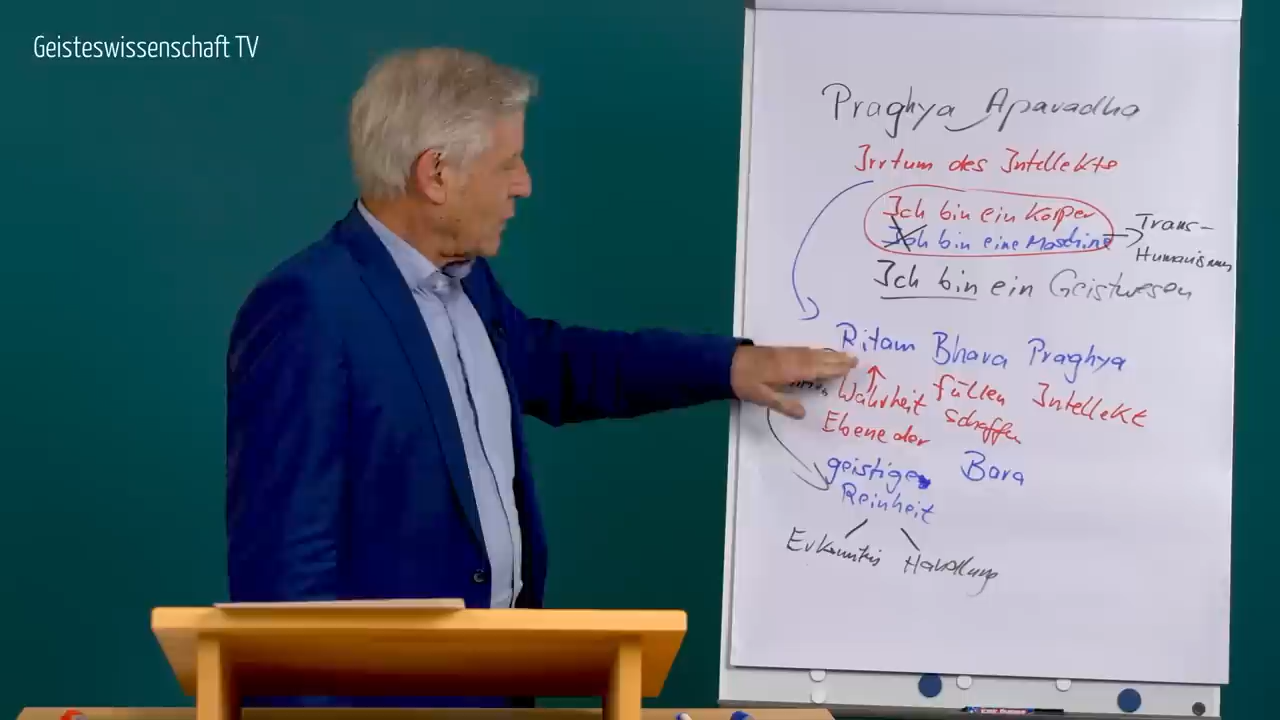 Geisteswissenschaft TV
Praghya Aparadha
Irrtum des Intellekts
Ich bin ein Körper
Ich bin eine Maschine
Trans-
Humanismus
Ich bin ein Geistwesen
Ritam Bhara Praghya
Wahrheit füllen Intellekt
Ebene der schaffen
geistigen Bara
Reinheit
Erkenntnis Handlung